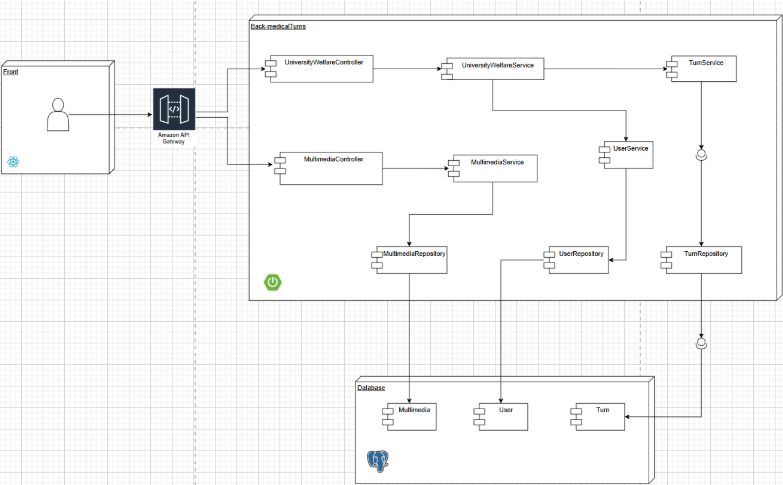 Back-medicalTurns
UniversityWelfareController
UniversityWelfareService
TurnService
Front
Amazon API
Gateway
MultimediaController
MultimediaService
UserService
MultimediaRepository
UserRepository
TurnRepository
Database
Multimedia
User
Turn